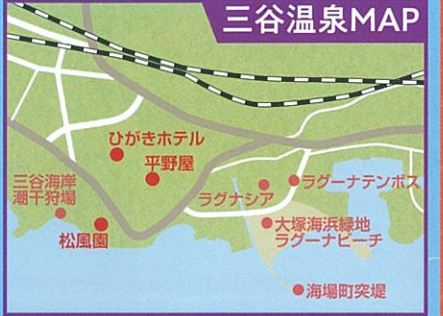 三谷温泉MAP
ひがきホテル
平野屋
三谷海岸
潮干狩場
松風園
ラグナシア
ラグーナテンボス
大塚海浜緑地
ラグーナビーチ
海場町突堤